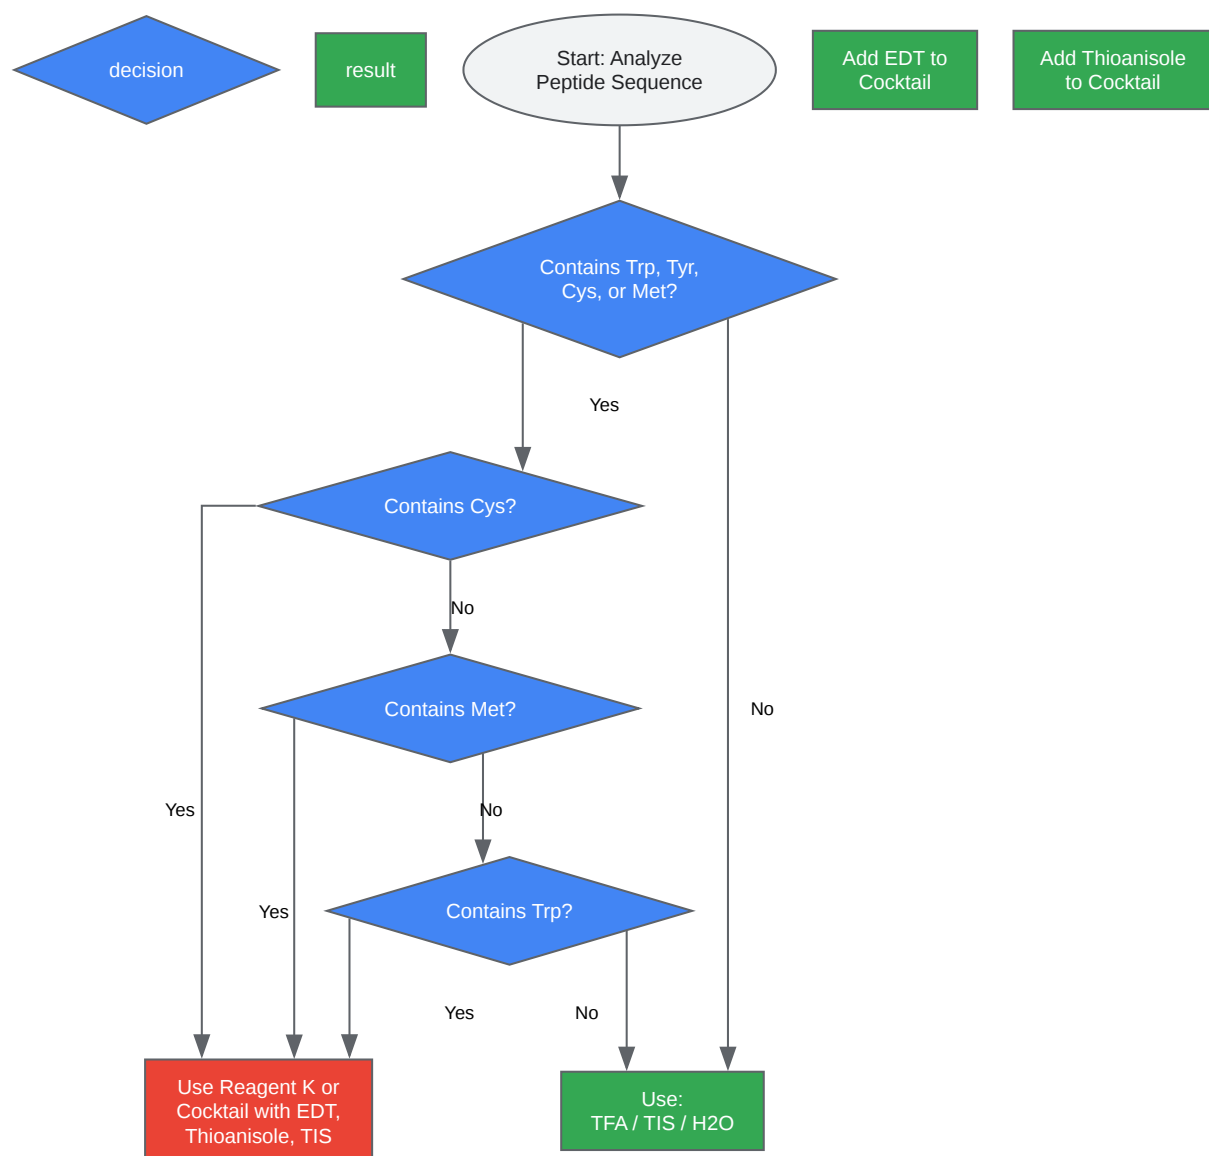 decision
result
Start: Analyze
Peptide Sequence
Add EDT to
Cocktail
Add Thioanisole
to Cocktail
Contains Trp, Tyr,
Cys, or Met?
Yes
Contains Cys?
No
Contains Met?
No
Yes
No
Yes
Contains Trp?
Yes
No
Use Reagent K or
Cocktail with EDT,
Thioanisole, TIS
Use:
TFA / TIS / H2O